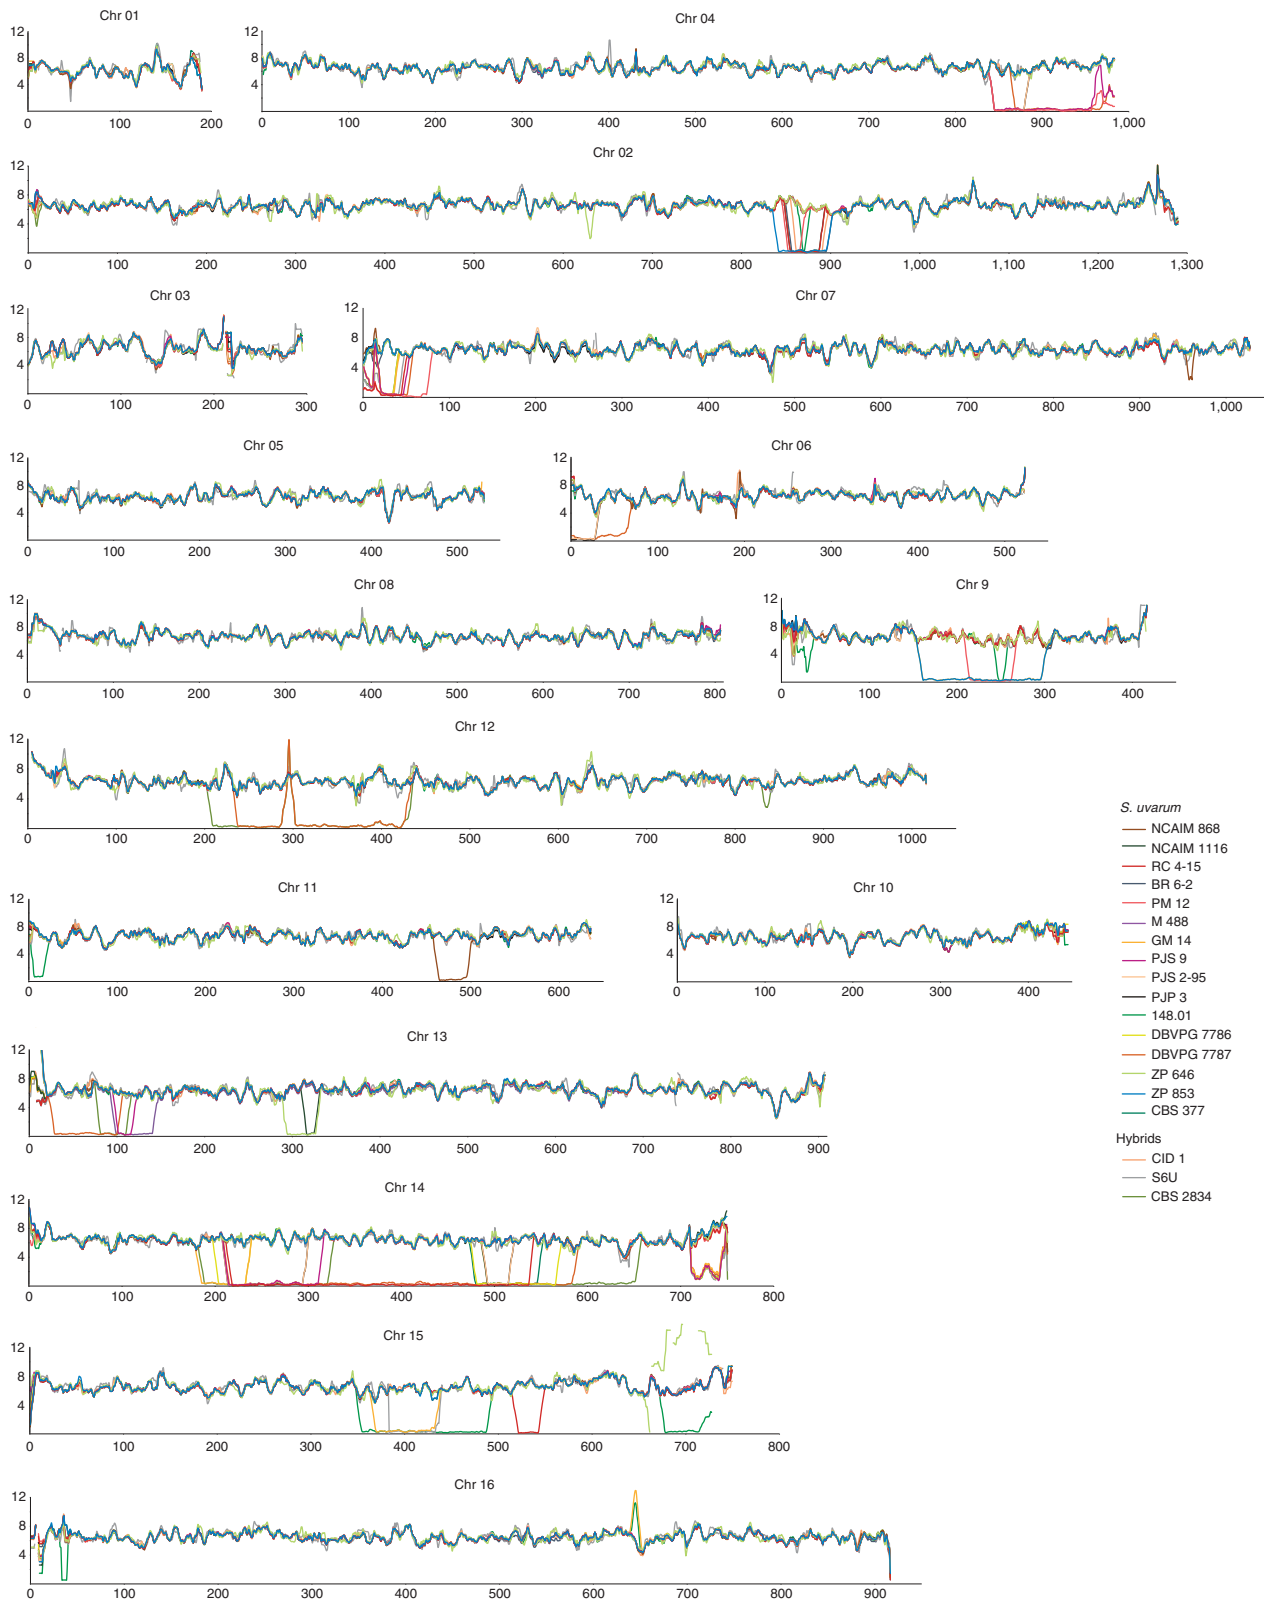 Chr 01
12
8
4
0 100 200
Chr 04
12
8
4
0 100 200 300 400 500 600 700 800 900 1,000
Chr 02
12
8
4
0 100 200 300 400 500 600 700 800 900 1,000 1,100 1,200 1,300
Chr 03
12
8
4
0 100 200 300
Chr 07
12
8
4
0 100 200 300 400 500 600 700 800 900 1,000
Chr 05
12
8
4
0 100 200 300 400 500
Chr 06
12
8
4
0 100 200 300 400 500
Chr 08
12
8
4
0 100 200 300 400 500 600 700 800
Chr 9
12
8
4
0 100 200 300 400
Chr 12
12
8
4
0 100 200 300 400 500 600 700 800 900 1000
Chr 11
12
8
4
0 100 200 300 400 500 600
Chr 10
12
8
4
0 100 200 300 400
Chr 13
12
8
4
0 100 200 300 400 500 600 700 800 900
Chr 14
12
8
4
0 100 200 300 400 500 600 700 800
Chr 15
12
8
4
0 100 200 300 400 500 600 700 800
Chr 16
12
8
4
0 100 200 300 400 500 600 700 800 900
S. uvarum
NCAIM 868
NCAIM 1116
RC 4-15
BR 6-2
PM 12
M 488
GM 14
PJS 9
PJS 2-95
PJP 3
148.01
DBVPG 7786
DBVPG 7787
ZP 646
ZP 853
CBS 377
Hybrids
CID 1
S6U
CBS 2834